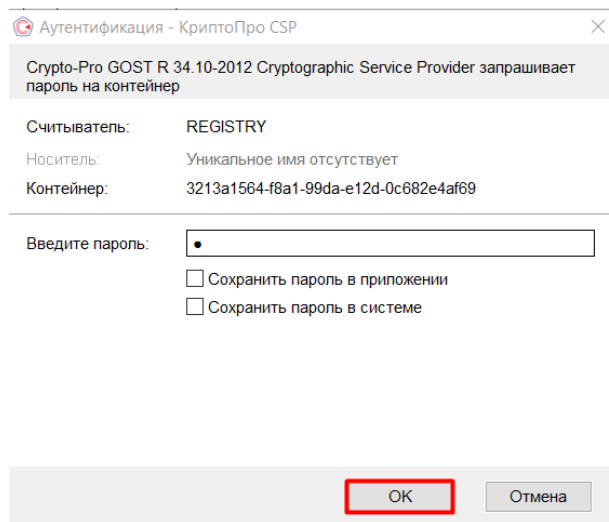 Аутентификация - КриптоПро CSP
Crypto-Pro GOST R 34.10-2012 Cryptographic Service Provider запрашивает
пароль на контейнер
Считыватель: REGISTRY
Носитель: Уникальное имя отсутствует
Контейнер: 3213a1564-f8a1-99da-e12d-0c682e4af69
Введите пароль: ●
Сохранить пароль в приложении
Сохранить пароль в системе
OK Отмена